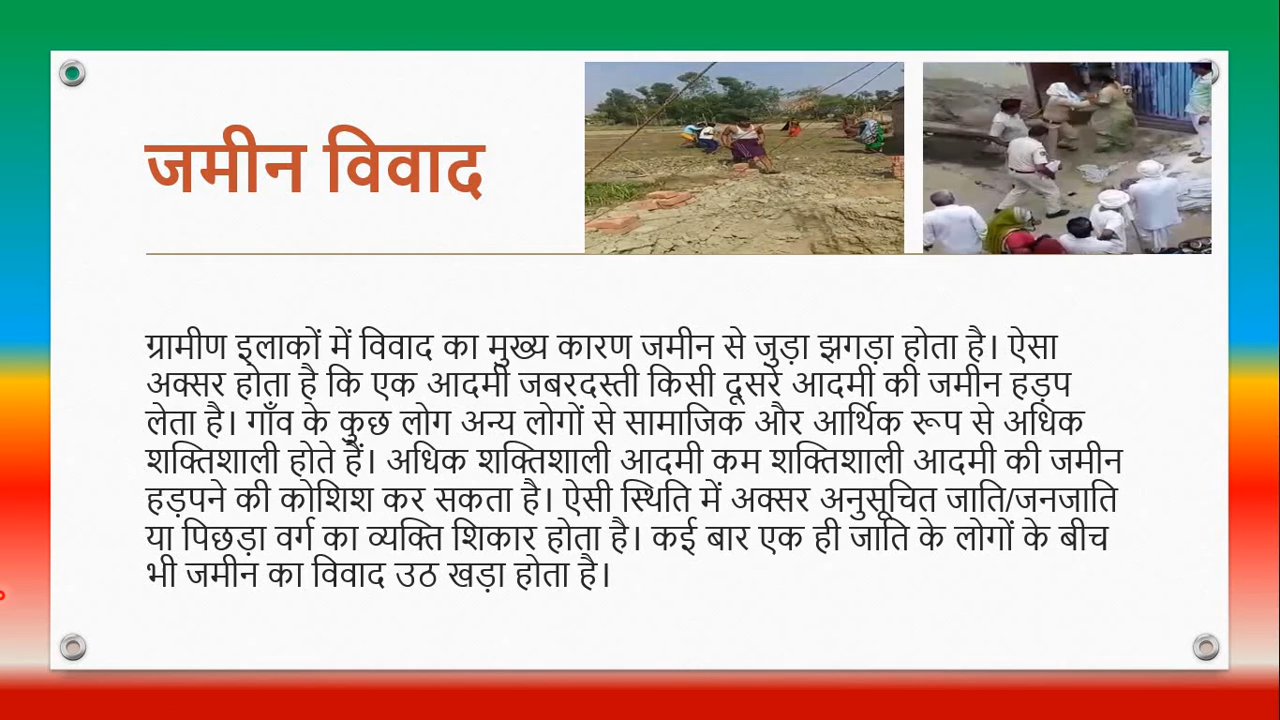 जमीन विवाद
ग्रामीण इलाकों में विवाद का मुख्य कारण जमीन से जुड़ा झगड़ा होता है। ऐसा
अक्सर होता है कि एक आदमी जबरदस्ती किसी दूसरे आदमी की जमीन हड़प
लेता है। गाँव के कुछ लोग अन्य लोगों से सामाजिक और आर्थिक रूप से अधिक
शक्तिशाली होते हैं। अधिक शक्तिशाली आदमी कम शक्तिशाली आदमी की जमीन
हड़पने की कोशिश कर सकता है। ऐसी स्थिति में अक्सर अनुसूचित जाति/जनजाति
या पिछड़ा वर्ग का व्यक्ति शिकार होता है। कई बार एक ही जाति के लोगों के बीच
भी जमीन का विवाद उठ खड़ा होता है।